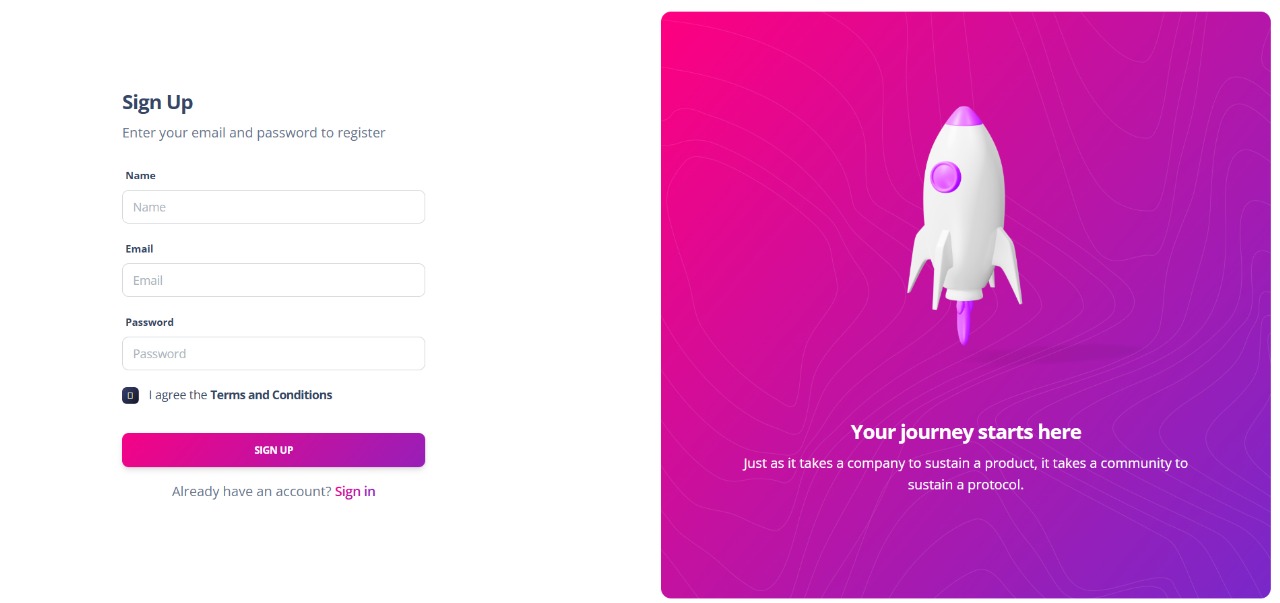 Sign Up
Enter your email and password to register
Name
Name
Email
Email
Password
Password
I agree the Terms and Conditions
SIGN UP
Already have an account? Sign in
Your journey starts here
Just as it takes a company to sustain a product, it takes a community to
sustain a protocol.